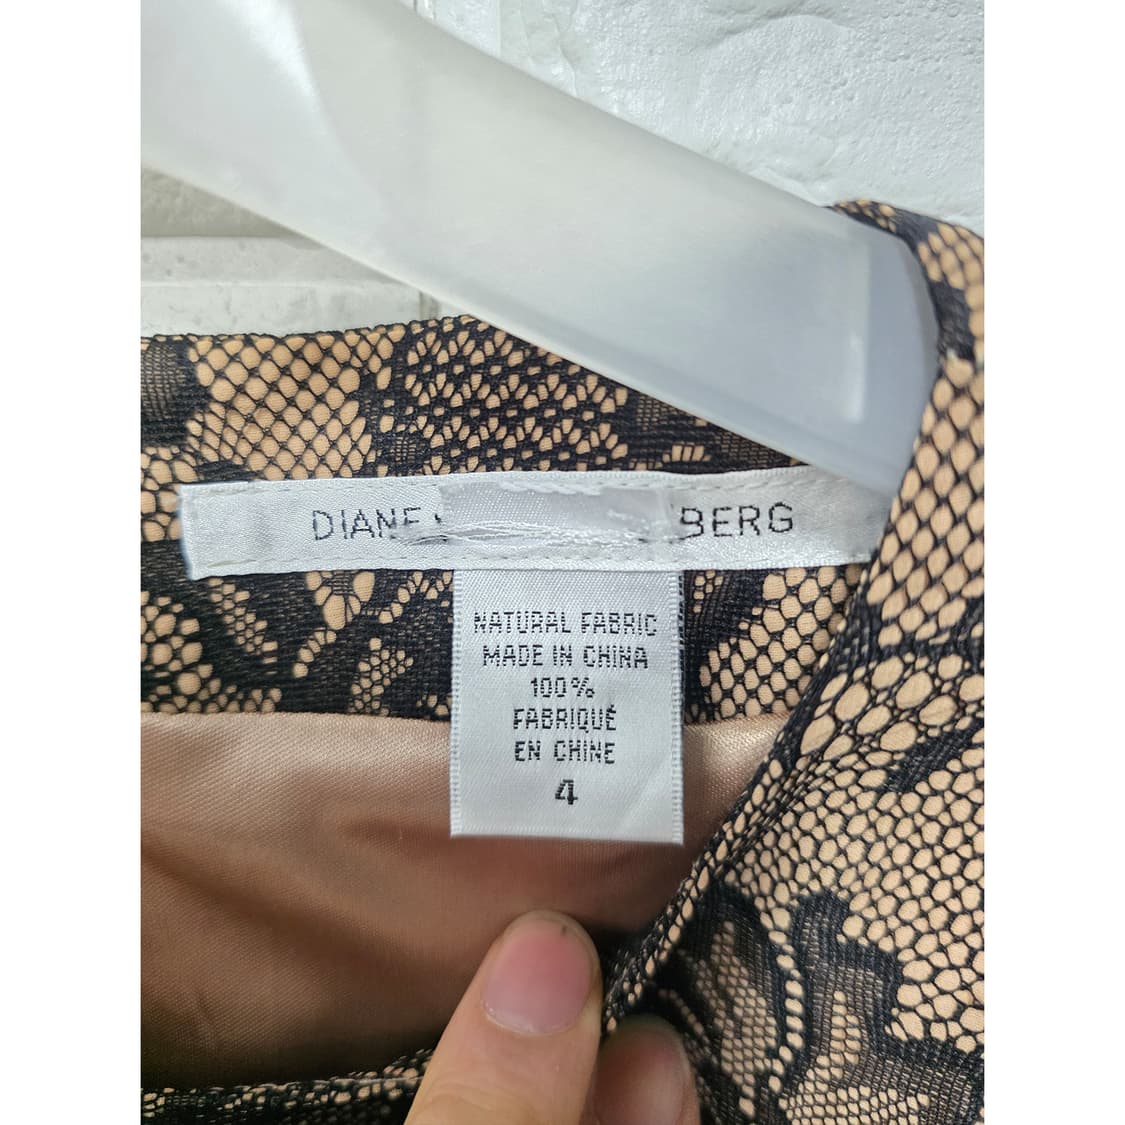 DIANE BERG
NATURAL FABRIC
MADE IN CHINA
100%
FABRIQUÉ
EN CHINE
4